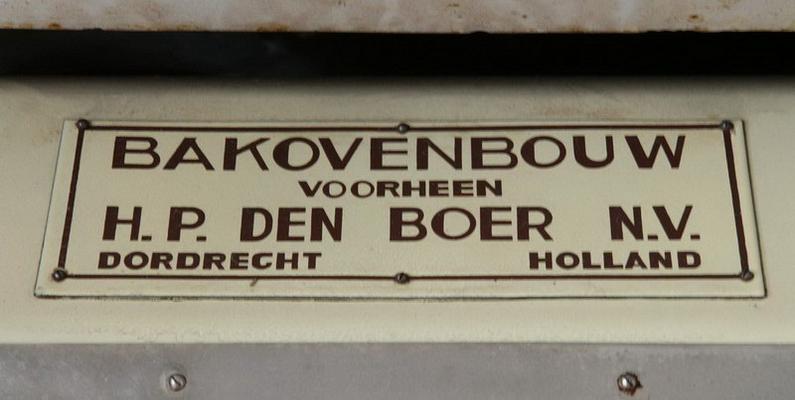 BAKOVENBOUW
VOORHEEN
H.P. DEN BOER N.V.
DORDRECHT HOLLAND